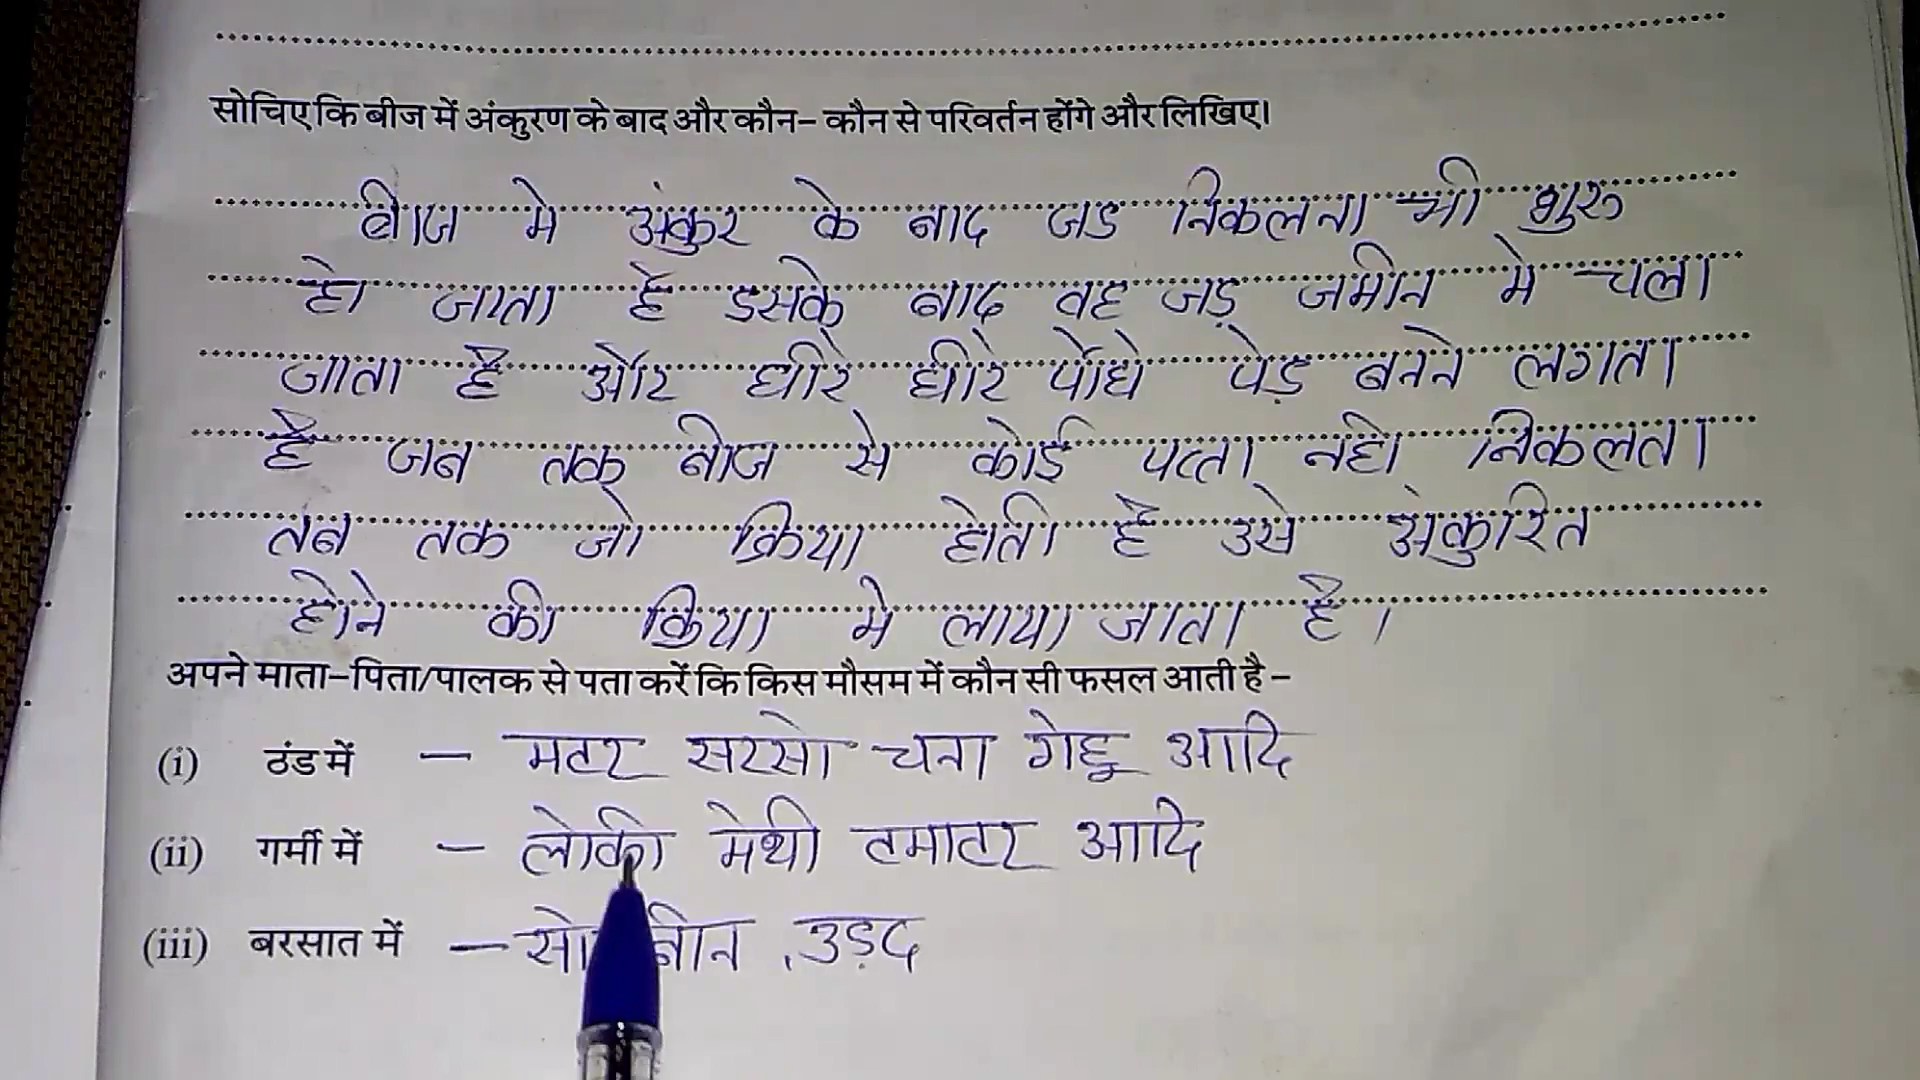 सोचिए कि बीज में अंकुरण के बाद और कौन- कौन से परिवर्तन होंगे और लिखिए।
बीज मे अंकुर के बाद जड निकलना भी शुरू
हो जाता है इसके बाद वह जड़ जमीन मे चला
जाता है और धीरे धीरे पौधे पेड़ बनने लगता
है जब तक बीज से कोई पत्ता नही निकलता
तब तक जो क्रिया होती है उसे अंकुरित
होने की क्रिया मे लाया जाता है।
अपने माता-पिता/पालक से पता करें कि किस मौसम में कौन सी फसल आती है -
(i) ठंड में - मटर सरसो चना गेहू आदि
(ii) गर्मी में - लोकी मेथी टमाटर आदि
(iii) बरसात में - , उड़द